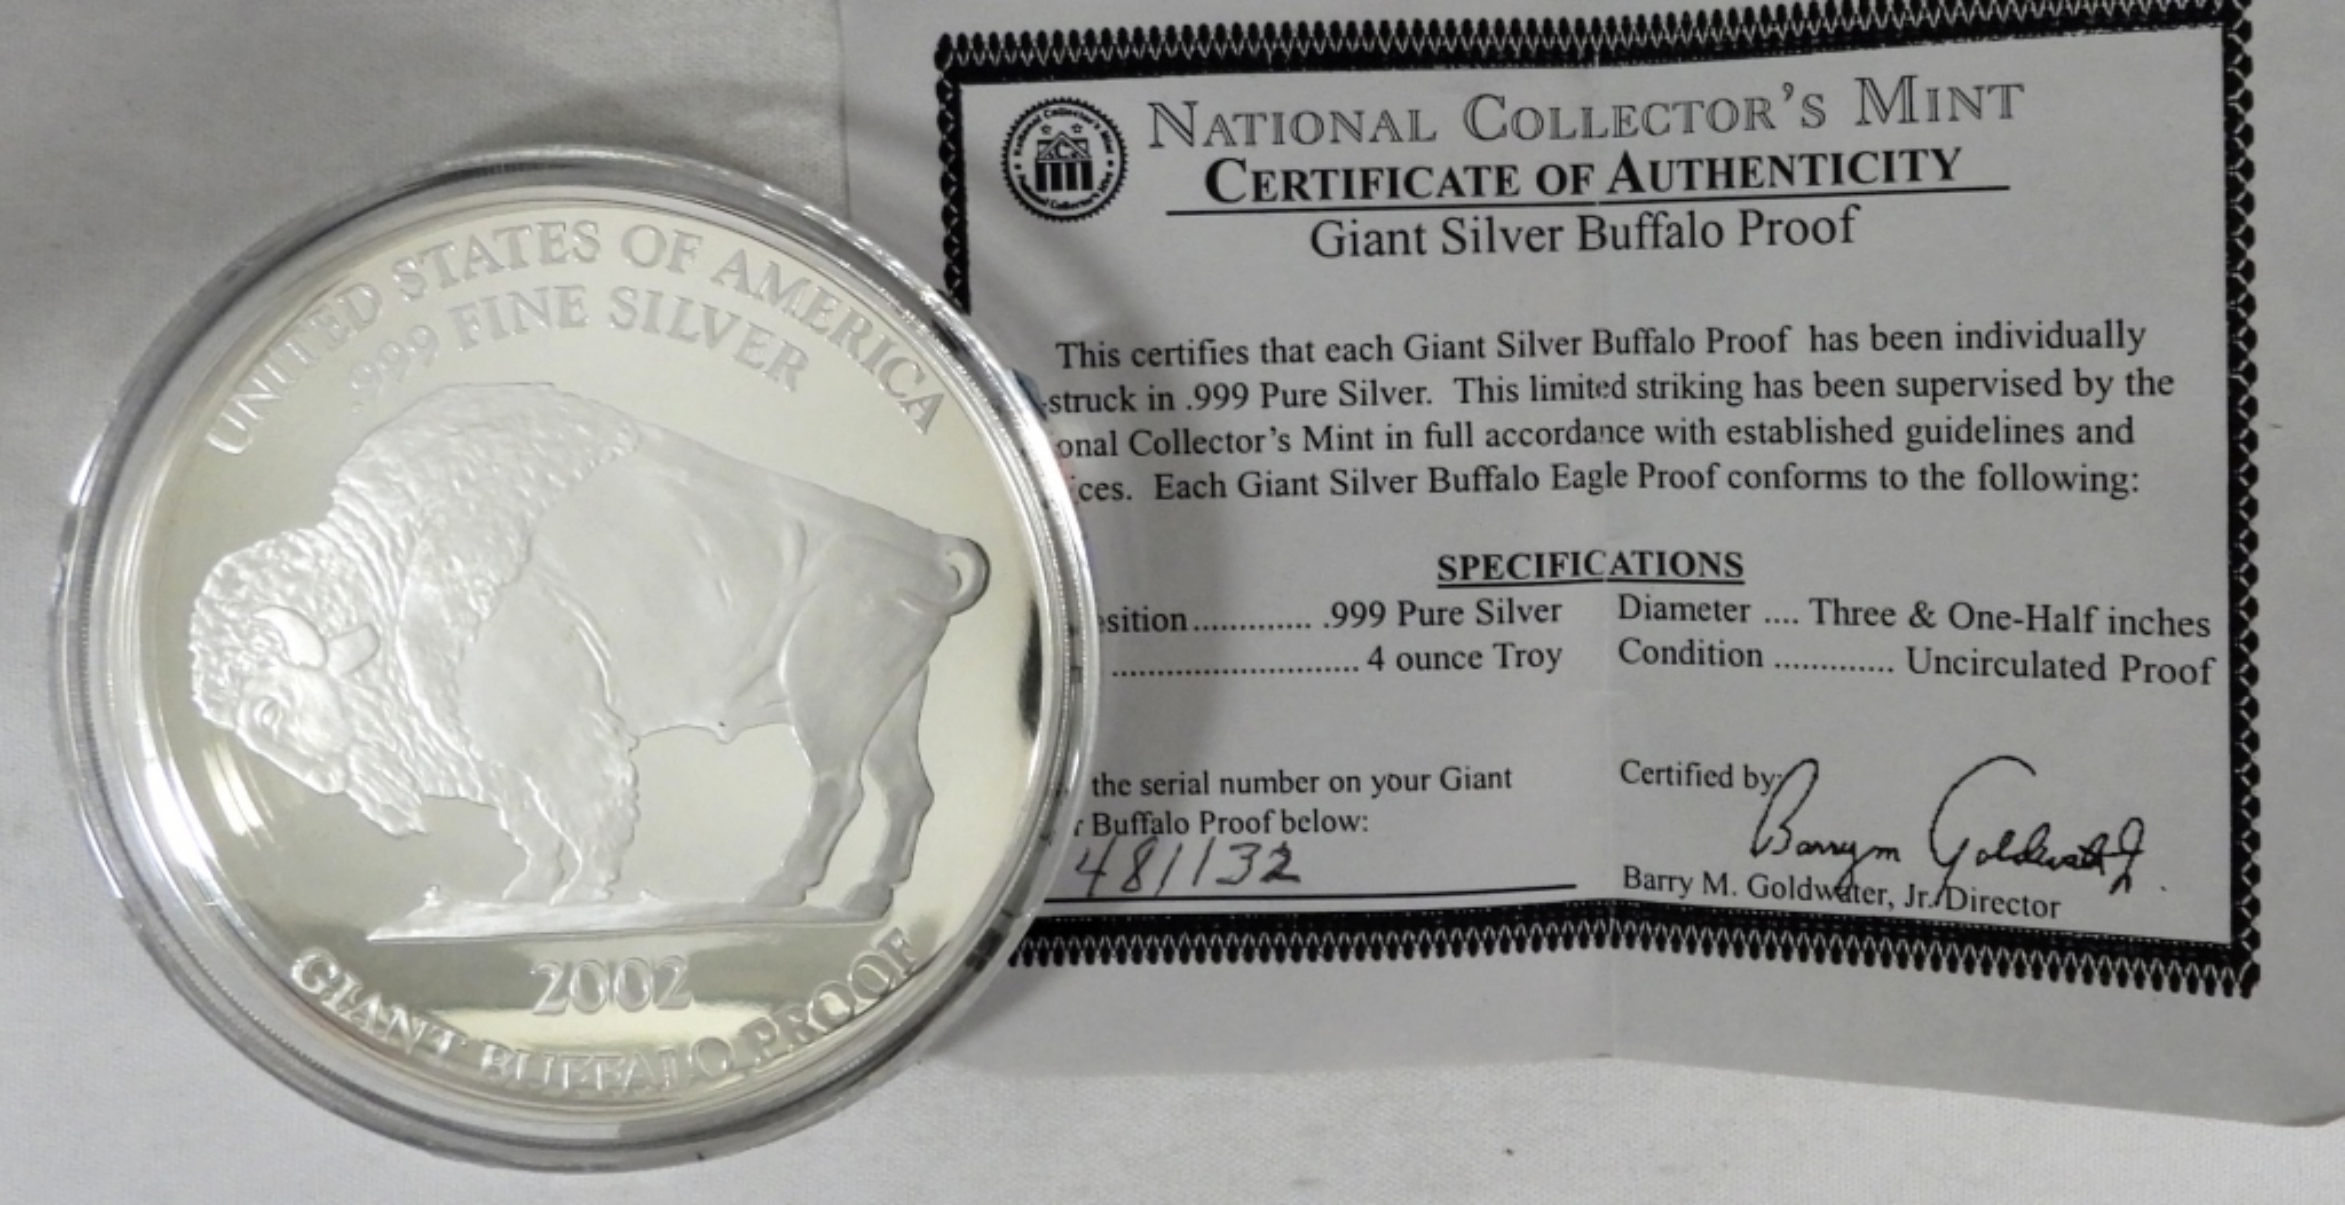 UNITED STATES OF AMERICA
.999 FINE SILVER
2002
GIANT BUFFALO PROOF
NATIONAL COLLECTOR'S MINT
CERTIFICATE OF AUTHENTICITY
Giant Silver Buffalo Proof
This certifies that each Giant Silver Buffalo Proof has been individually
struck in .999 Pure Silver. This limited striking has been supervised by the
onal Collector's Mint in full accordance with established guidelines and
ces. Each Giant Silver Buffalo Eagle Proof conforms to the following:
SPECIFICATIONS
sition............. .999 Pure Silver
........................... 4 ounce Troy
Diameter .... Three & One-Half inches
Condition ............. Uncirculated Proof
the serial number on your Giant
r Buffalo Proof below:
481132
Certified by:
Barry M Goldwater Jr.
Barry M. Goldwater, Jr./Director